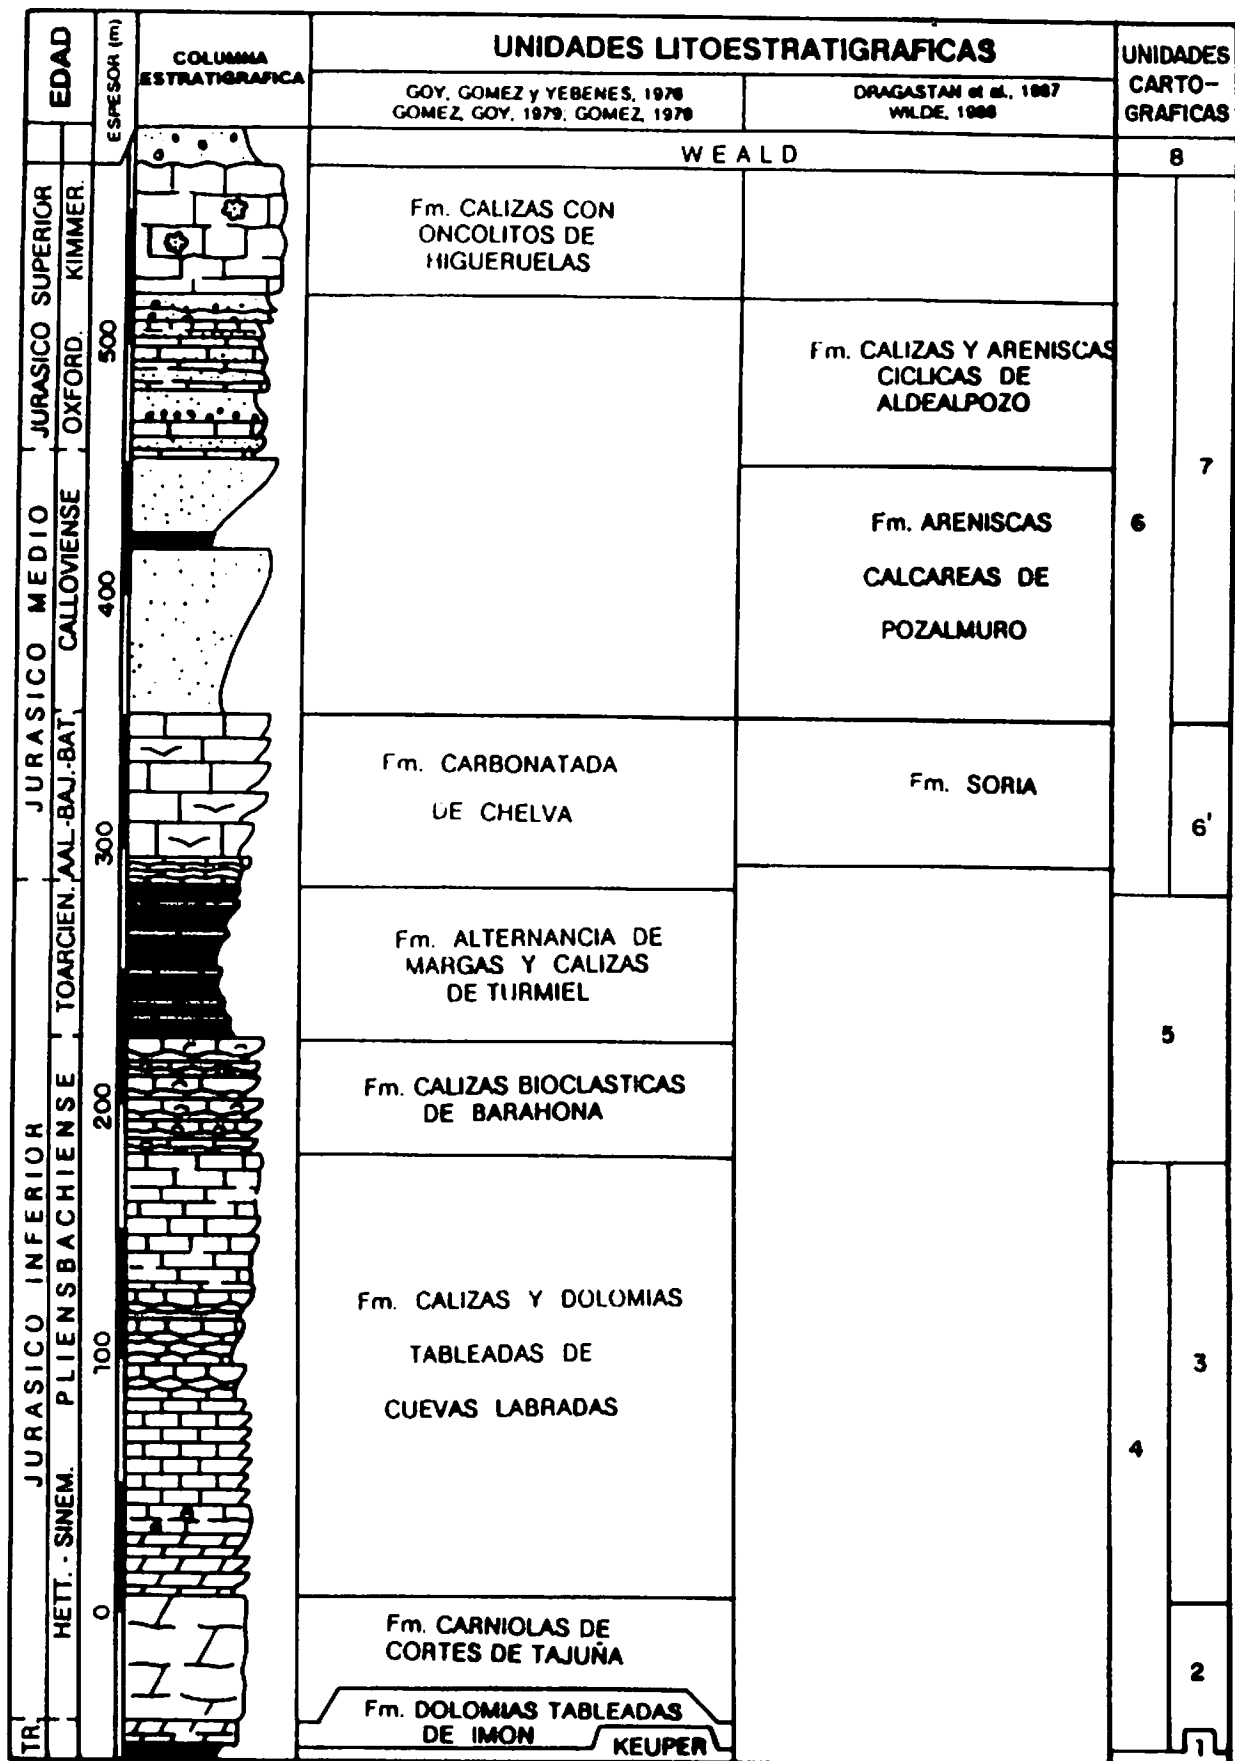 EDAD
ESPESOR (m)
COLUMNA
ESTRATIGRAFICA
UNIDADES LITOESTRATIGRAFICAS
GOY, GOMEZ y YEBENES, 1976
GOMEZ, GOY, 1979; GOMEZ, 1979
DRAGASTAN et al., 1987
WILDE, 1988
UNIDADES
CARTO-
GRAFICAS
WEALD
8
JURASICO SUPERIOR
KIMMER.
OXFORD.
Fm. CALIZAS CON
ONCOLITOS DE
HIGUERUELAS
500
Fm. CALIZAS Y ARENISCAS
CICLICAS DE
ALDEALPOZO
7
JURASICO MEDIO
CALLOVIENSE
AAL-BAJ.-BAT.
400
Fm. ARENISCAS
CALCAREAS DE
POZALMURO
6
Fm. CARBONATADA
DE CHELVA
Fm. SORIA
6'
300
JURASICO INFERIOR
TOARCIEN.
Fm. ALTERNANCIA DE
MARGAS Y CALIZAS
DE TURMIEL
5
PLIENSBACHIENSE
200
Fm. CALIZAS BIOCLASTICAS
DE BARAHONA
100
Fm. CALIZAS Y DOLOMIAS
TABLEADAS DE
CUEVAS LABRADAS
3
4
HETT. - SINEM.
0
Fm. CARNIOLAS DE
CORTES DE TAJUÑA
2
TR.
Fm. DOLOMIAS TABLEADAS
DE IMON
KEUPER
1